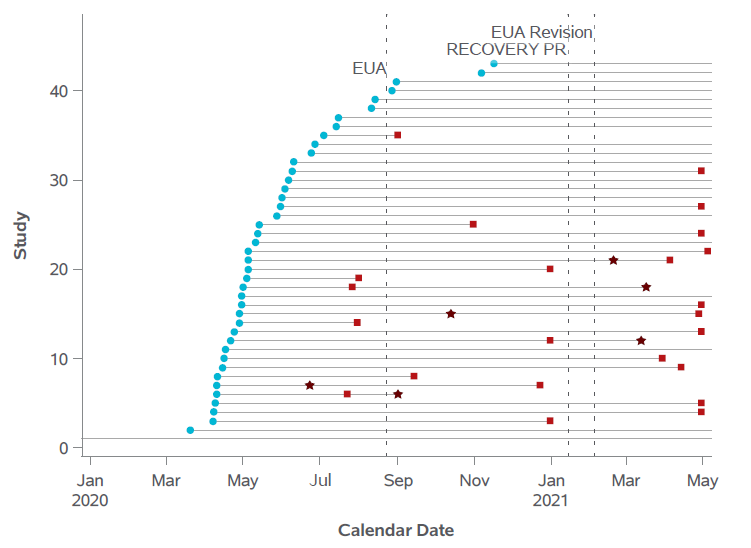 EUA Revision
RECOVERY PR
EUA
40
30
20
10
0
Study
Jan Mar May Jul Sep Nov Jan Mar May
2020 2021
Calendar Date